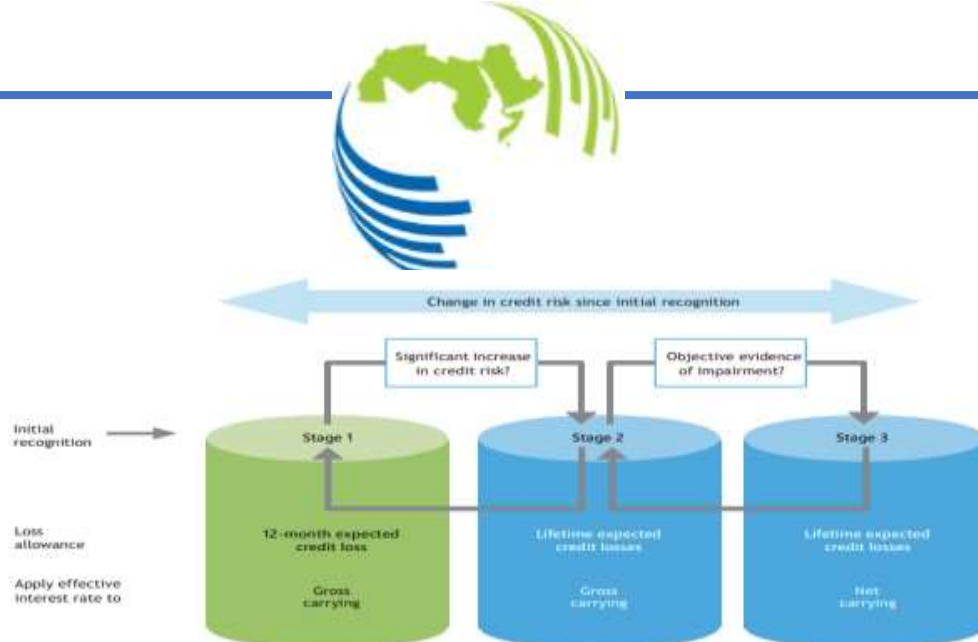 Change in credit risk since initial recognition
Significant increase
in credit risk?
Objective evidence
of impairment?
Initial
recognition
Stage 1
Stage 2
Stage 3
Loss
allowance
12-month expected
credit loss
Lifetime expected
credit losses
Lifetime expected
credit losses
Apply effective
interest rate to
Gross
carrying
Gross
carrying
Net
carrying